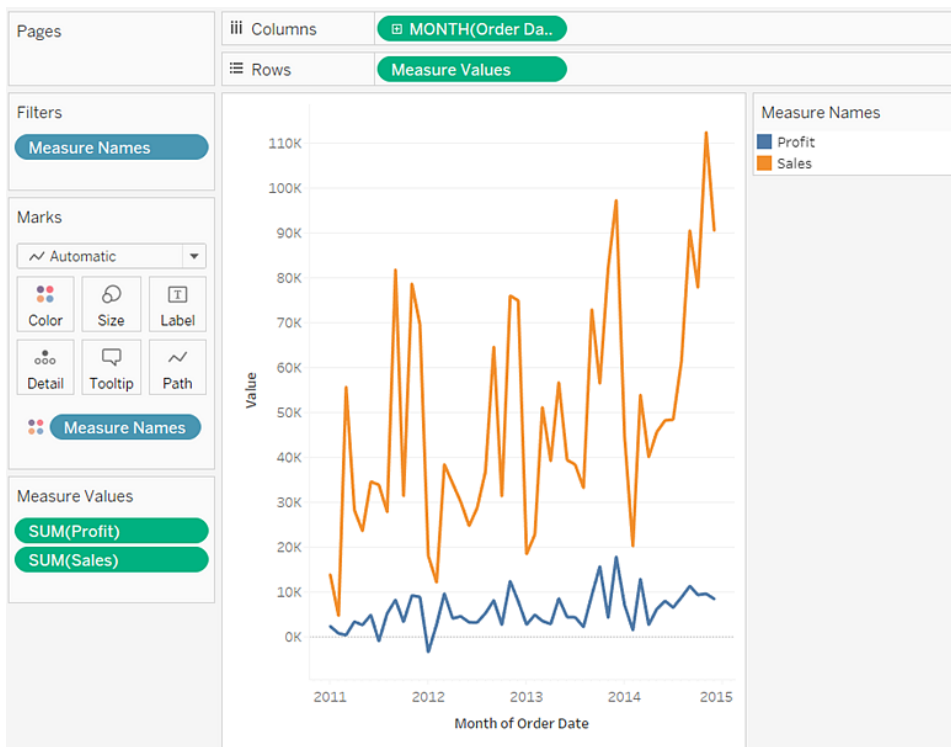 Pages
Columns
MONTH(Order Da..
Rows
Measure Values
Filters
Measure Names
Marks
Automatic
Color
Size
Label
Detail
Tooltip
Path
Measure Names
Measure Values
SUM(Profit)
SUM(Sales)
110K
100K
90K
80K
70K
60K
50K
40K
30K
20K
10K
0K
Value
2011 2012 2013 2014 2015
Month of Order Date
Measure Names
Profit
Sales